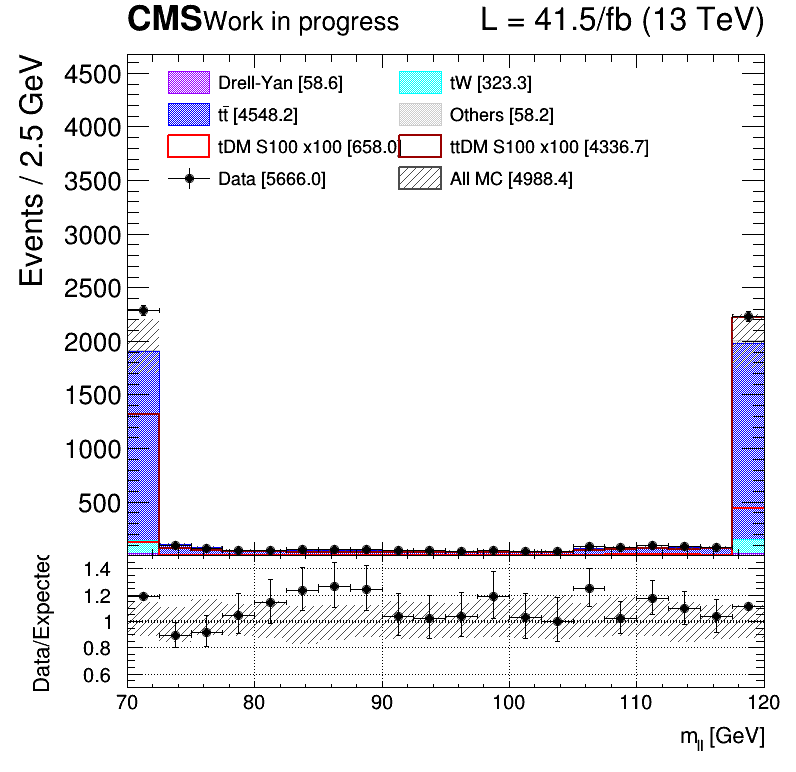 CMS Work in progress L = 41.5/fb (13 TeV)
Events / 2.5 GeV
4500
4000
3500
3000
2500
2000
1500
1000
500
Drell-Yan [58.6] tW [323.3]
tt̄ [4548.2] Others [58.2]
tDM S100 x100 [658.0] ttDM S100 x100 [4336.7]
Data [5666.0] All MC [4988.4]
Data/Expected
1.4
1.2
1
0.8
0.6
70 80 90 100 110 120
m_ll [GeV]